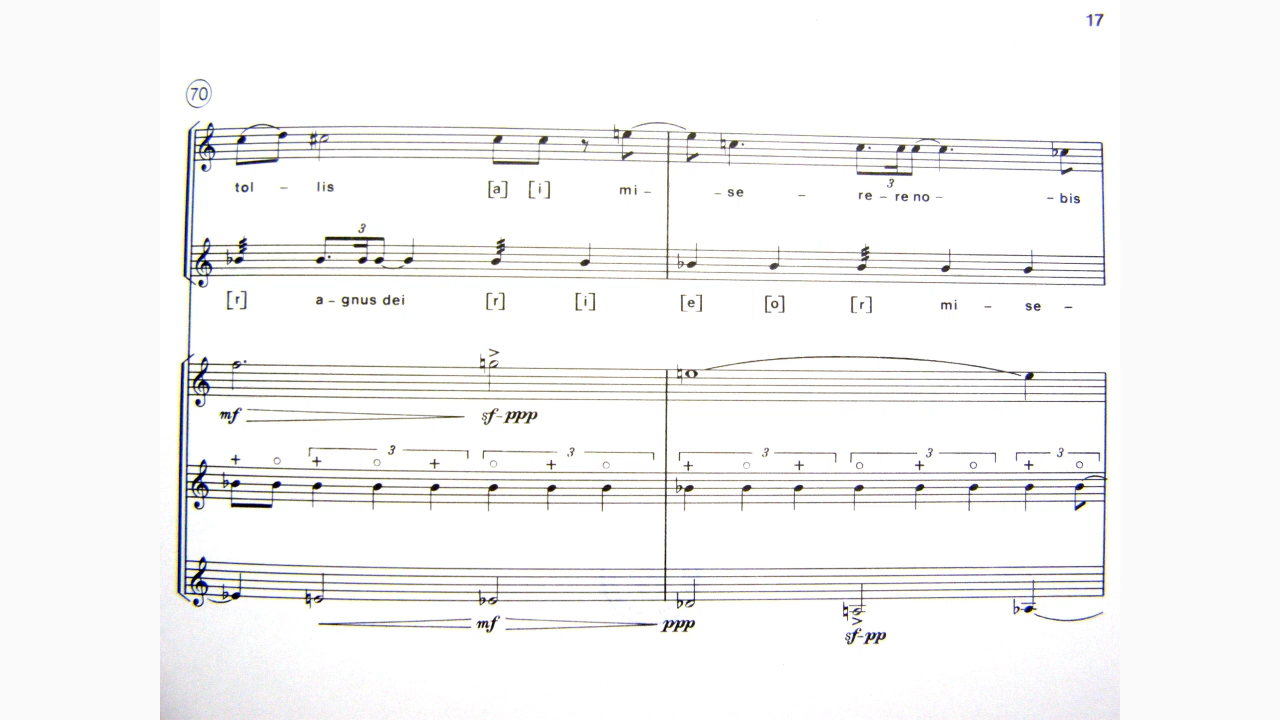 17
70
tol – lis [a] [i] mi – – se – re – re no – – bis
3
3
[r] a – gnus dei [r] [i] [e] [o] [r] mi – se –
mf sf-ppp
3 3 3 3 3
+ ○ + ○ + ○ + ○ + ○ + ○ + ○ + ○
mf ppp sf-pp